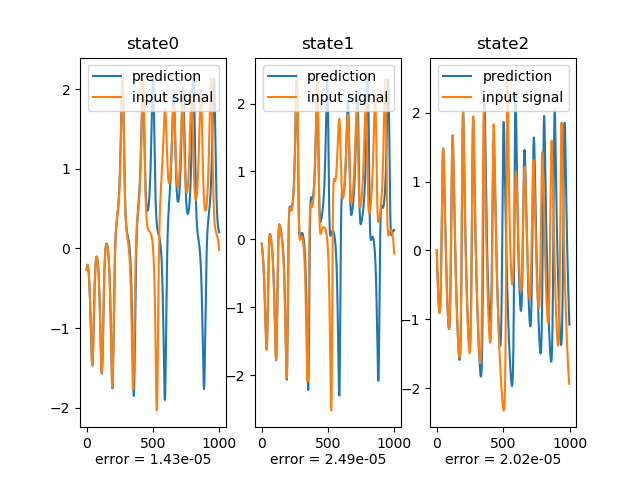 state0
prediction
input signal
2
1
0
−1
−2
0
500
1000
error = 1.43e-05
state1
prediction
input signal
2
1
0
−1
−2
0
500
1000
error = 2.49e-05
state2
prediction
input signal
2
1
0
−1
−2
0
500
1000
error = 2.02e-05